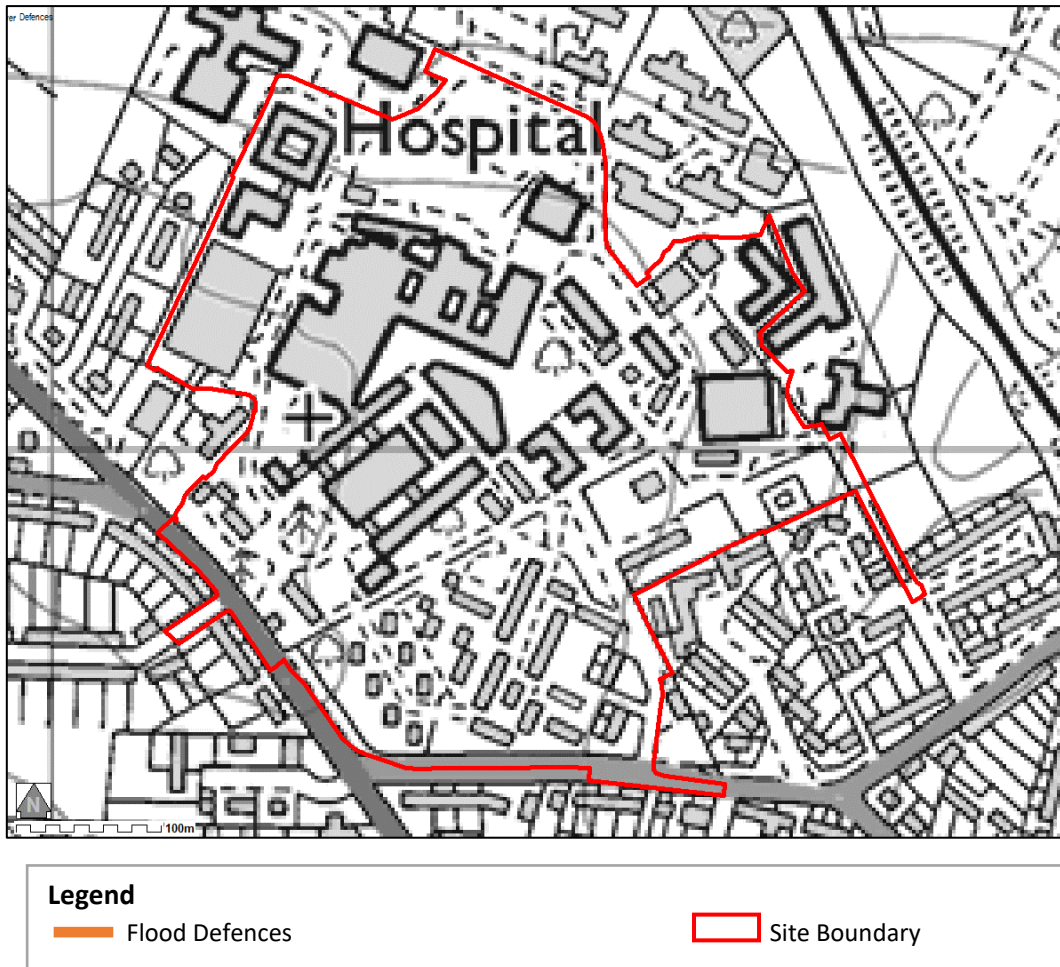 er Defences
Hospital
N
100m
Legend
Flood Defences
Site Boundary